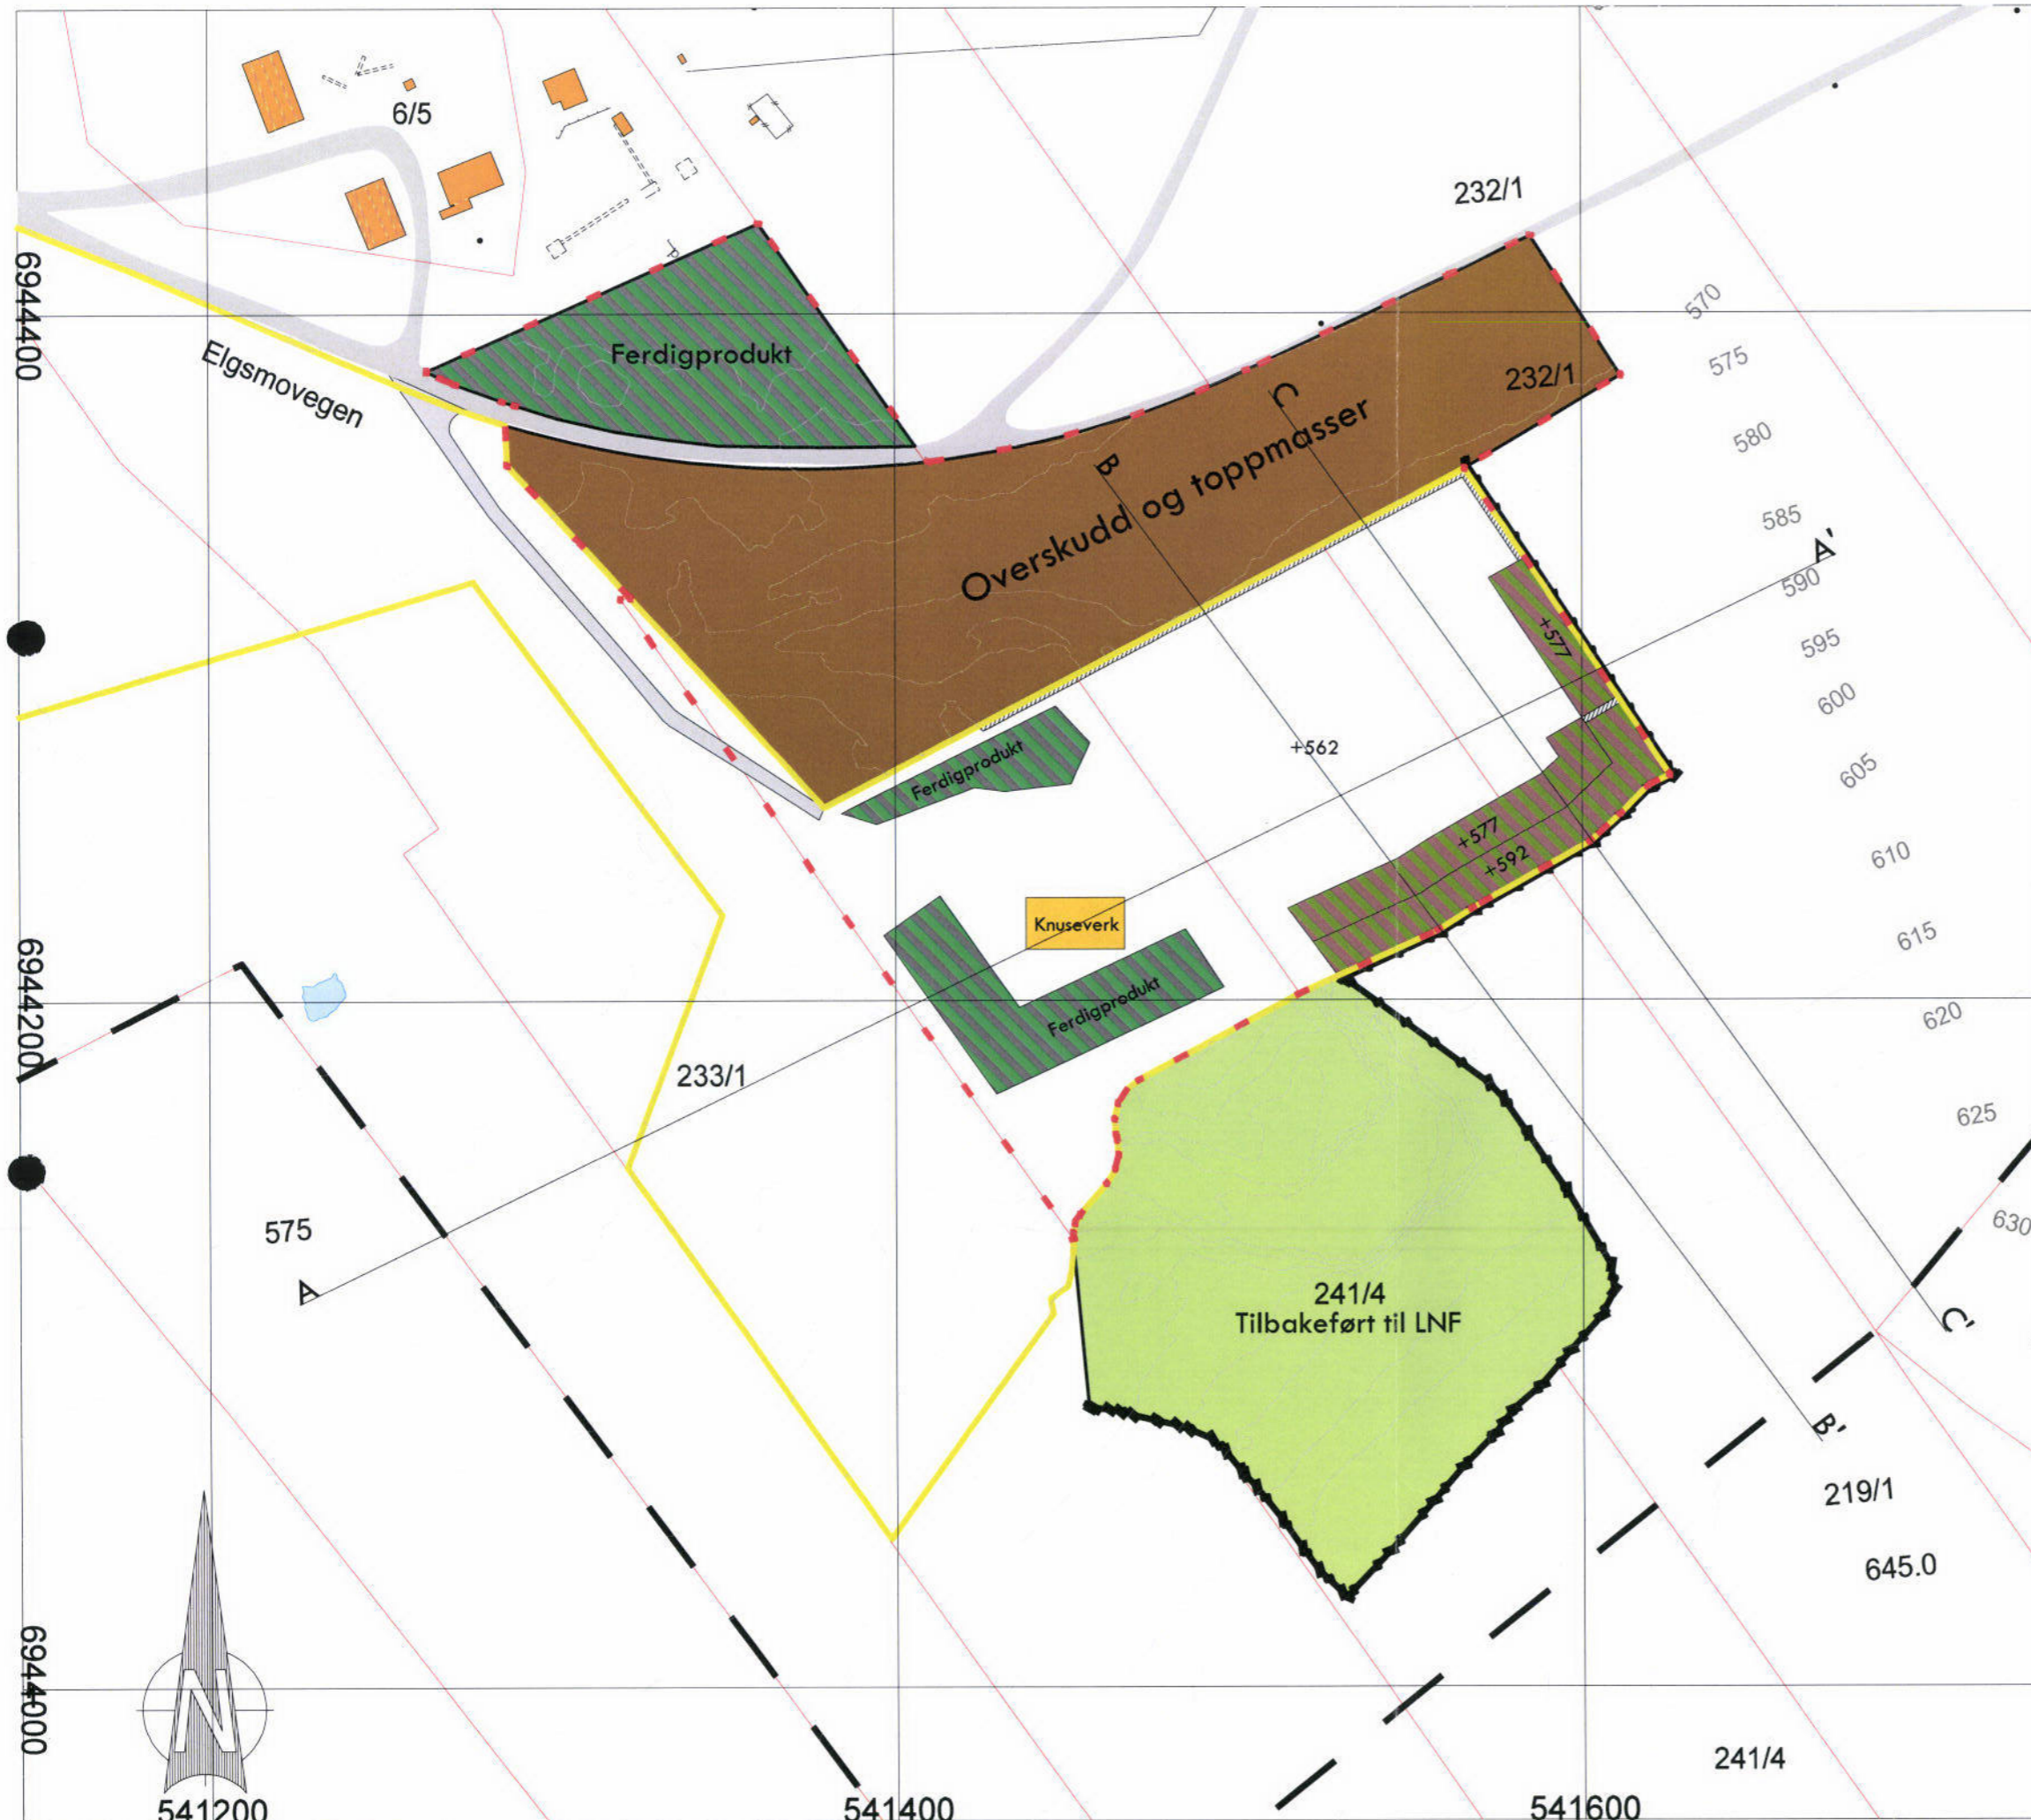 6/5
232/1
6944400
Elgsmovegen
Ferdigprodukt
232/1
Overskudd og toppmasser
C
B
570
575
580
585
A'
590
595
600
605
610
615
620
625
630
+577
+562
Ferdigprodukt
+577
+592
Knuseverk
Ferdigprodukt
6944200
233/1
575
A
241/4
Tilbakeført til LNF
C'
B'
219/1
645.0
241/4
6944000
N
541200
541400
541600